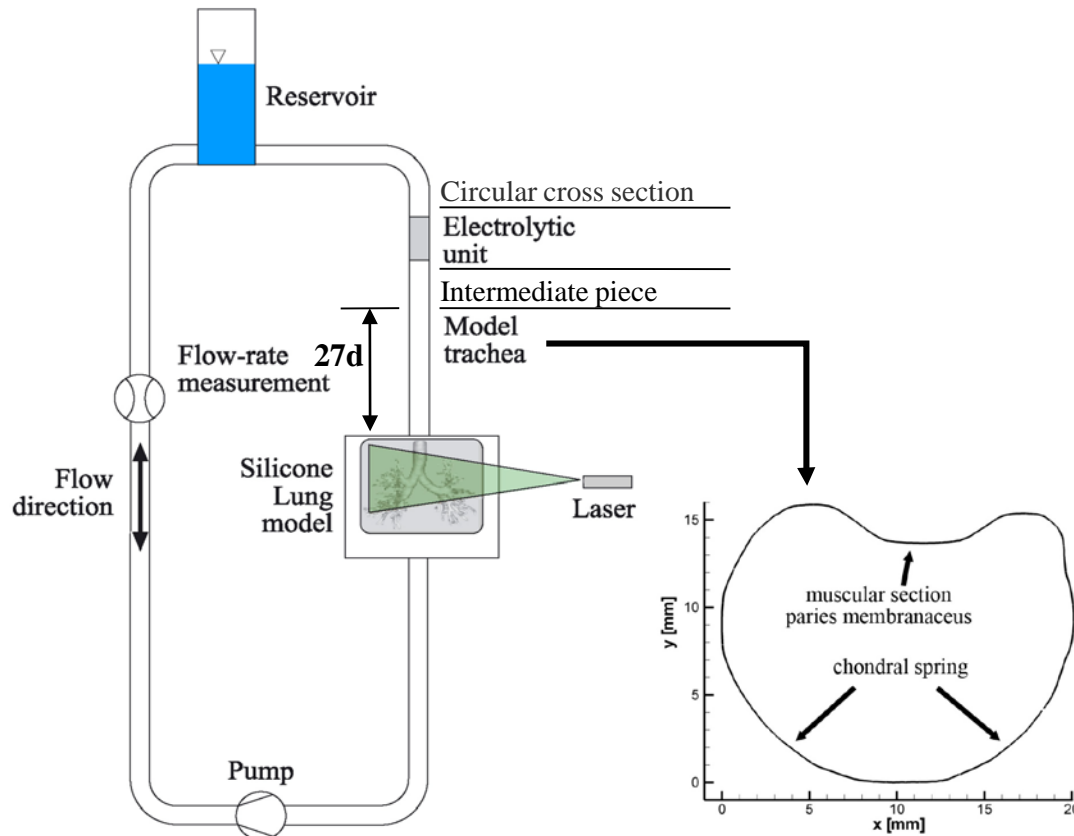 Reservoir
Circular cross section
Electrolytic
unit
Intermediate piece
Model
trachea
27d
Flow-rate
measurement
Flow
direction
Silicone
Lung
model
Laser
Pump
15
10
5
0
y [mm]
muscular section
paries membranaceus
chondral spring
0
5
10
15
20
x [mm]